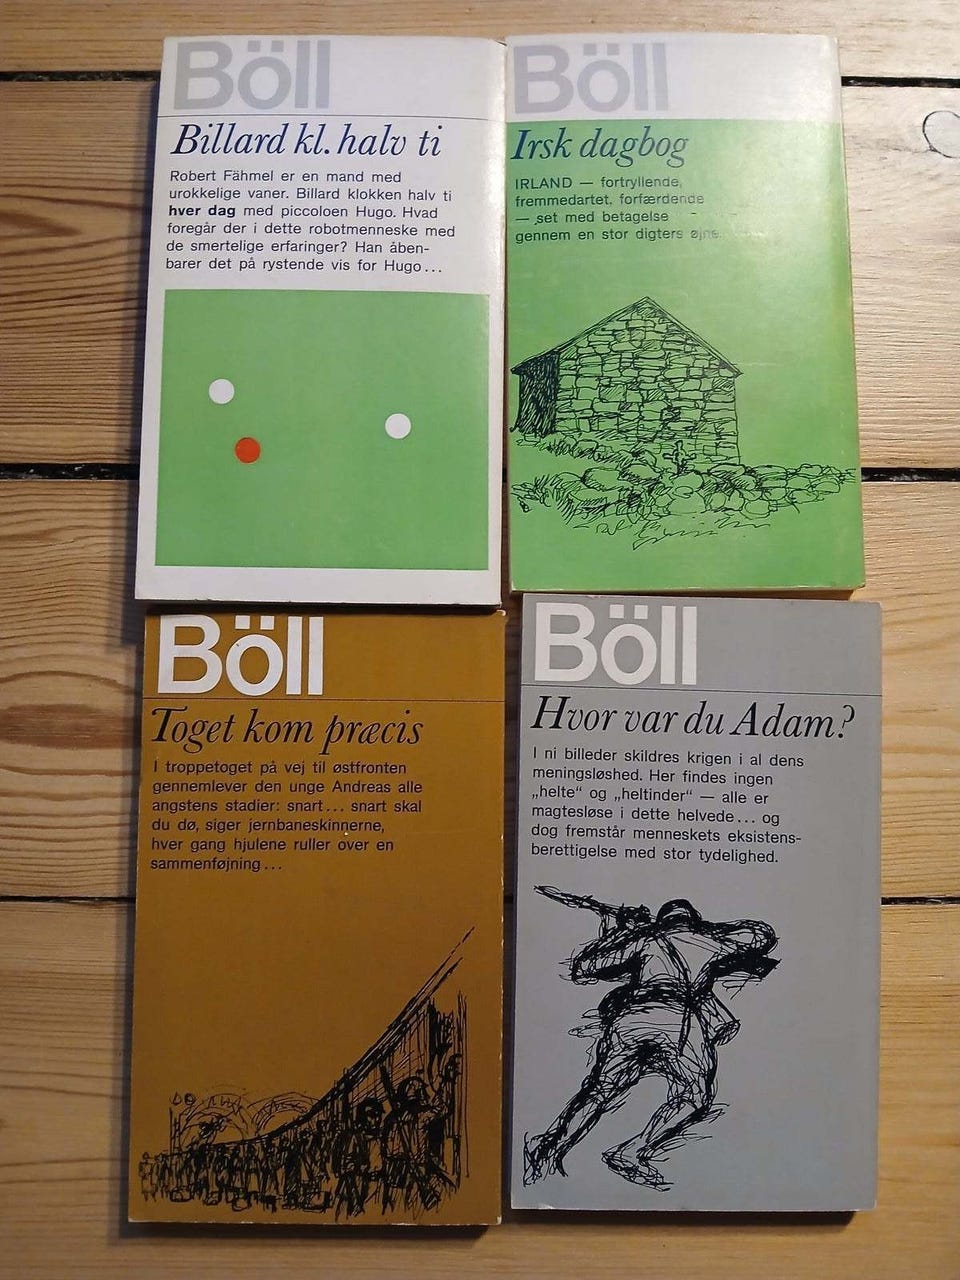 Böll
Billard kl. halv ti
Robert Fähmel er en mand med
urokkelige vaner. Billard klokken halv ti
hver dag med piccoloen Hugo. Hvad
foregår der i dette robotmenneske med
de smertelige erfaringer? Han åben-
barer det på rystende vis for Hugo...
Böll
Irsk dagbog
IRLAND — fortryllende,
fremmedartet, forfærdende
— set med betagelse
gennem en stor digters øjne.
Böll
Toget kom præcis
I troppetoget på vej til østfronten
gennemlever den unge Andreas alle
angstens stadier: snart... snart skal
du dø, siger jernbaneskinnerne,
hver gang hjulene ruller over en
sammenføjning...
Böll
Hvor var du Adam?
I ni billeder skildres krigen i al dens
meningsløshed. Her findes ingen
„helte“ og „heltinder“ — alle er
magtesløse i dette helvede... og
dog fremstår menneskets eksistens-
berettigelse med stor tydelighed.